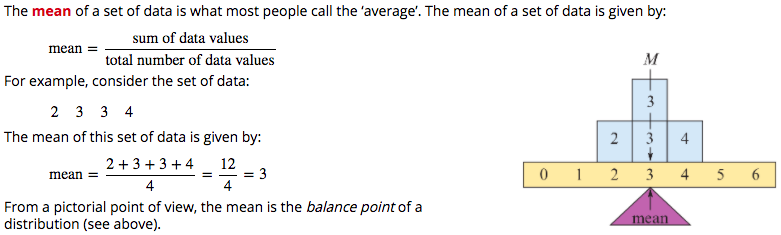 The mean of a set of data is what most people call the ‘average’. The mean of a set of data is given by:
mean = sum of data values / total number of data values
For example, consider the set of data:
2 3 3 4
The mean of this set of data is given by:
mean = 2 + 3 + 3 + 4 / 4 = 12 / 4 = 3
From a pictorial point of view, the mean is the balance point of a
distribution (see above).
M
3
2 3 4
0 1 2 3 4 5 6
mean